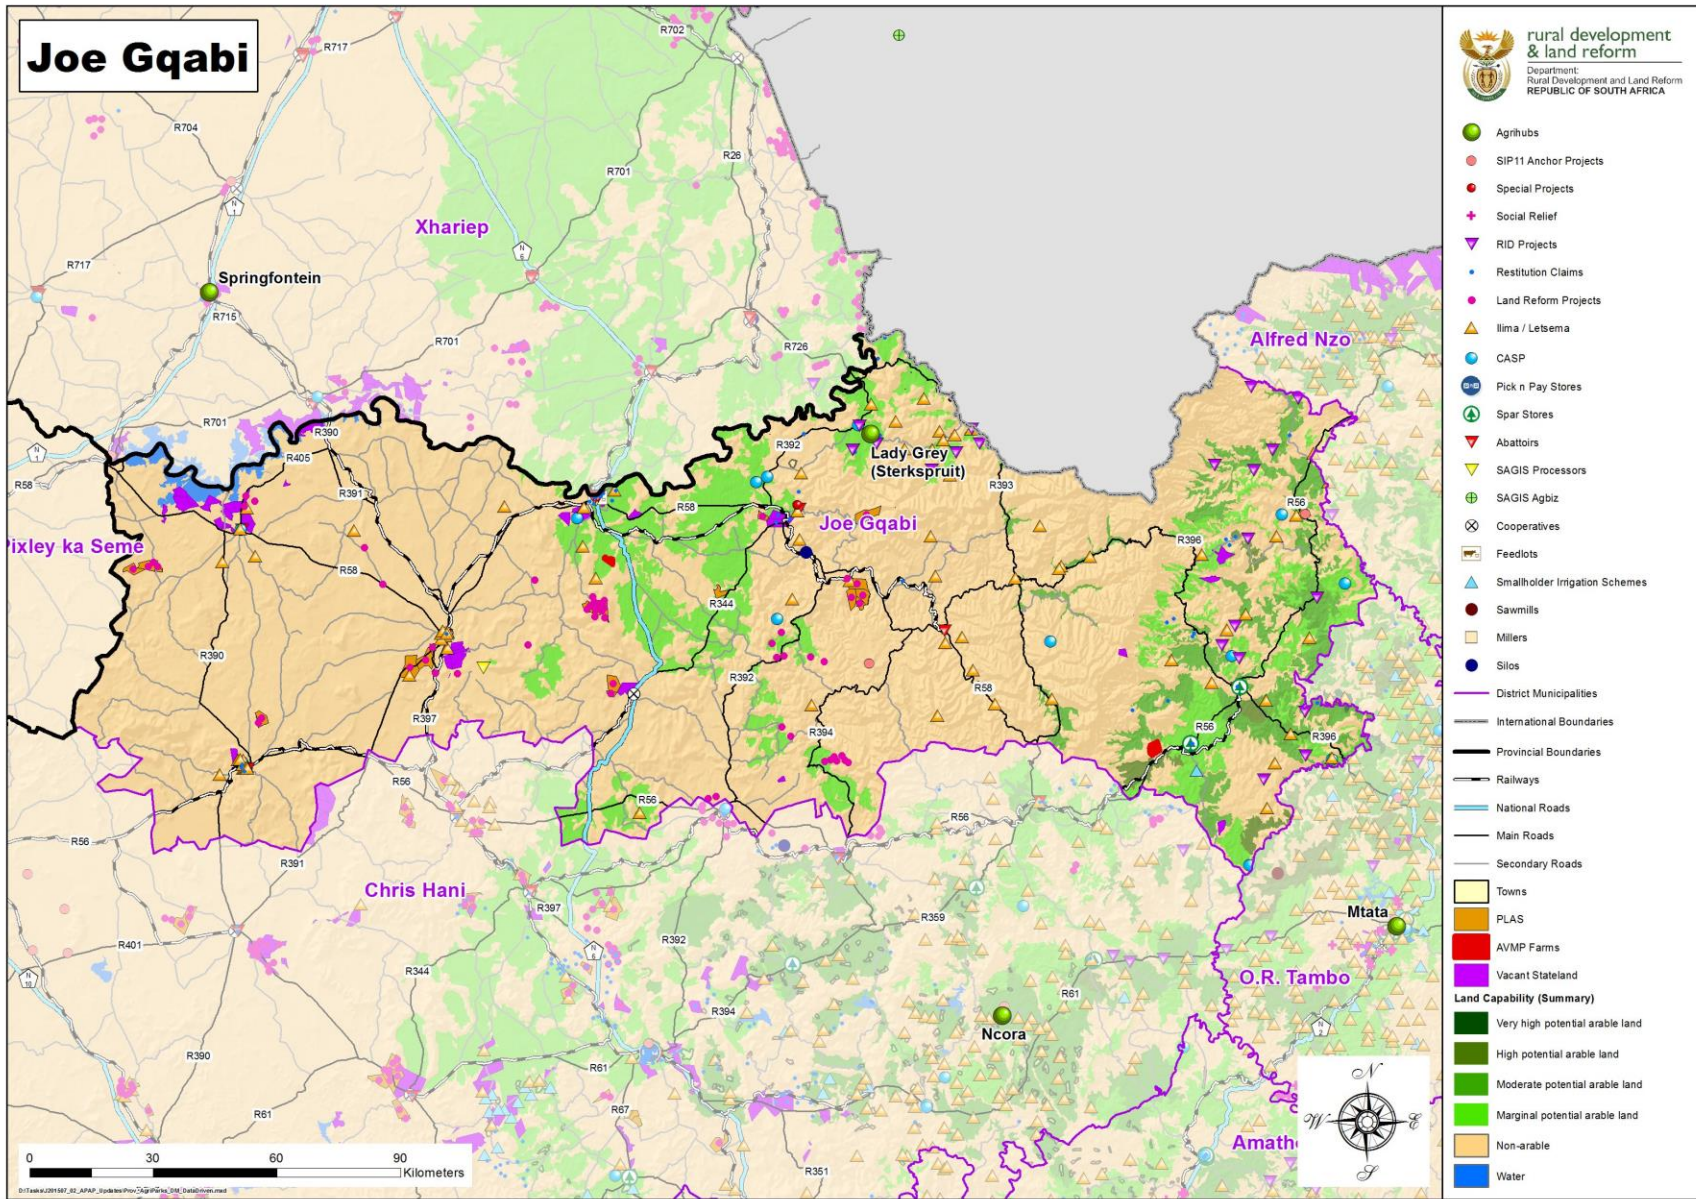 Joe Gqabi
rural development
& land reform
Department:
Rural Development and Land Reform
REPUBLIC OF SOUTH AFRICA
Agrihubs
SIP11 Anchor Projects
Special Projects
Social Relief
RID Projects
Restitution Claims
Land Reform Projects
Ilima / Letsema
CASP
Pick n Pay Stores
Spar Stores
Abattoirs
SAGIS Processors
SAGIS Agbiz
Cooperatives
Feedlots
Smallholder Irrigation Schemes
Sawmills
Millers
Silos
District Municipalities
International Boundaries
Provincial Boundaries
Railways
National Roads
Main Roads
Secondary Roads
Towns
PLAS
AVMP Farms
Vacant Stateland
Land Capability (Summary)
Very high potential arable land
High potential arable land
Moderate potential arable land
Marginal potential arable land
Non-arable
Water
R717
R702
R704
R26
R701
N
1
Xhariep
N
6
R717
Springfontein
R715
R701
R726
Alfred Nzo
R701
R390
N
1
R58
R405
R391
R392
Lady Grey
(Sterkspruit)
R393
R58
R56
Joe Gqabi
Pixley ka Seme
R58
R396
R344
R390
R392
R58
R397
R394
R56
R396
R56
R56
R56
R56
R391
Chris Hani
R397
R359
Mtata
R401
R392
N
6
N
10
R344
O.R. Tambo
R61
R394
Ncora
N
2
R390
R61
R61
R67
R351
Amath
N
W
E
S
0
30
60
90
Kilometers